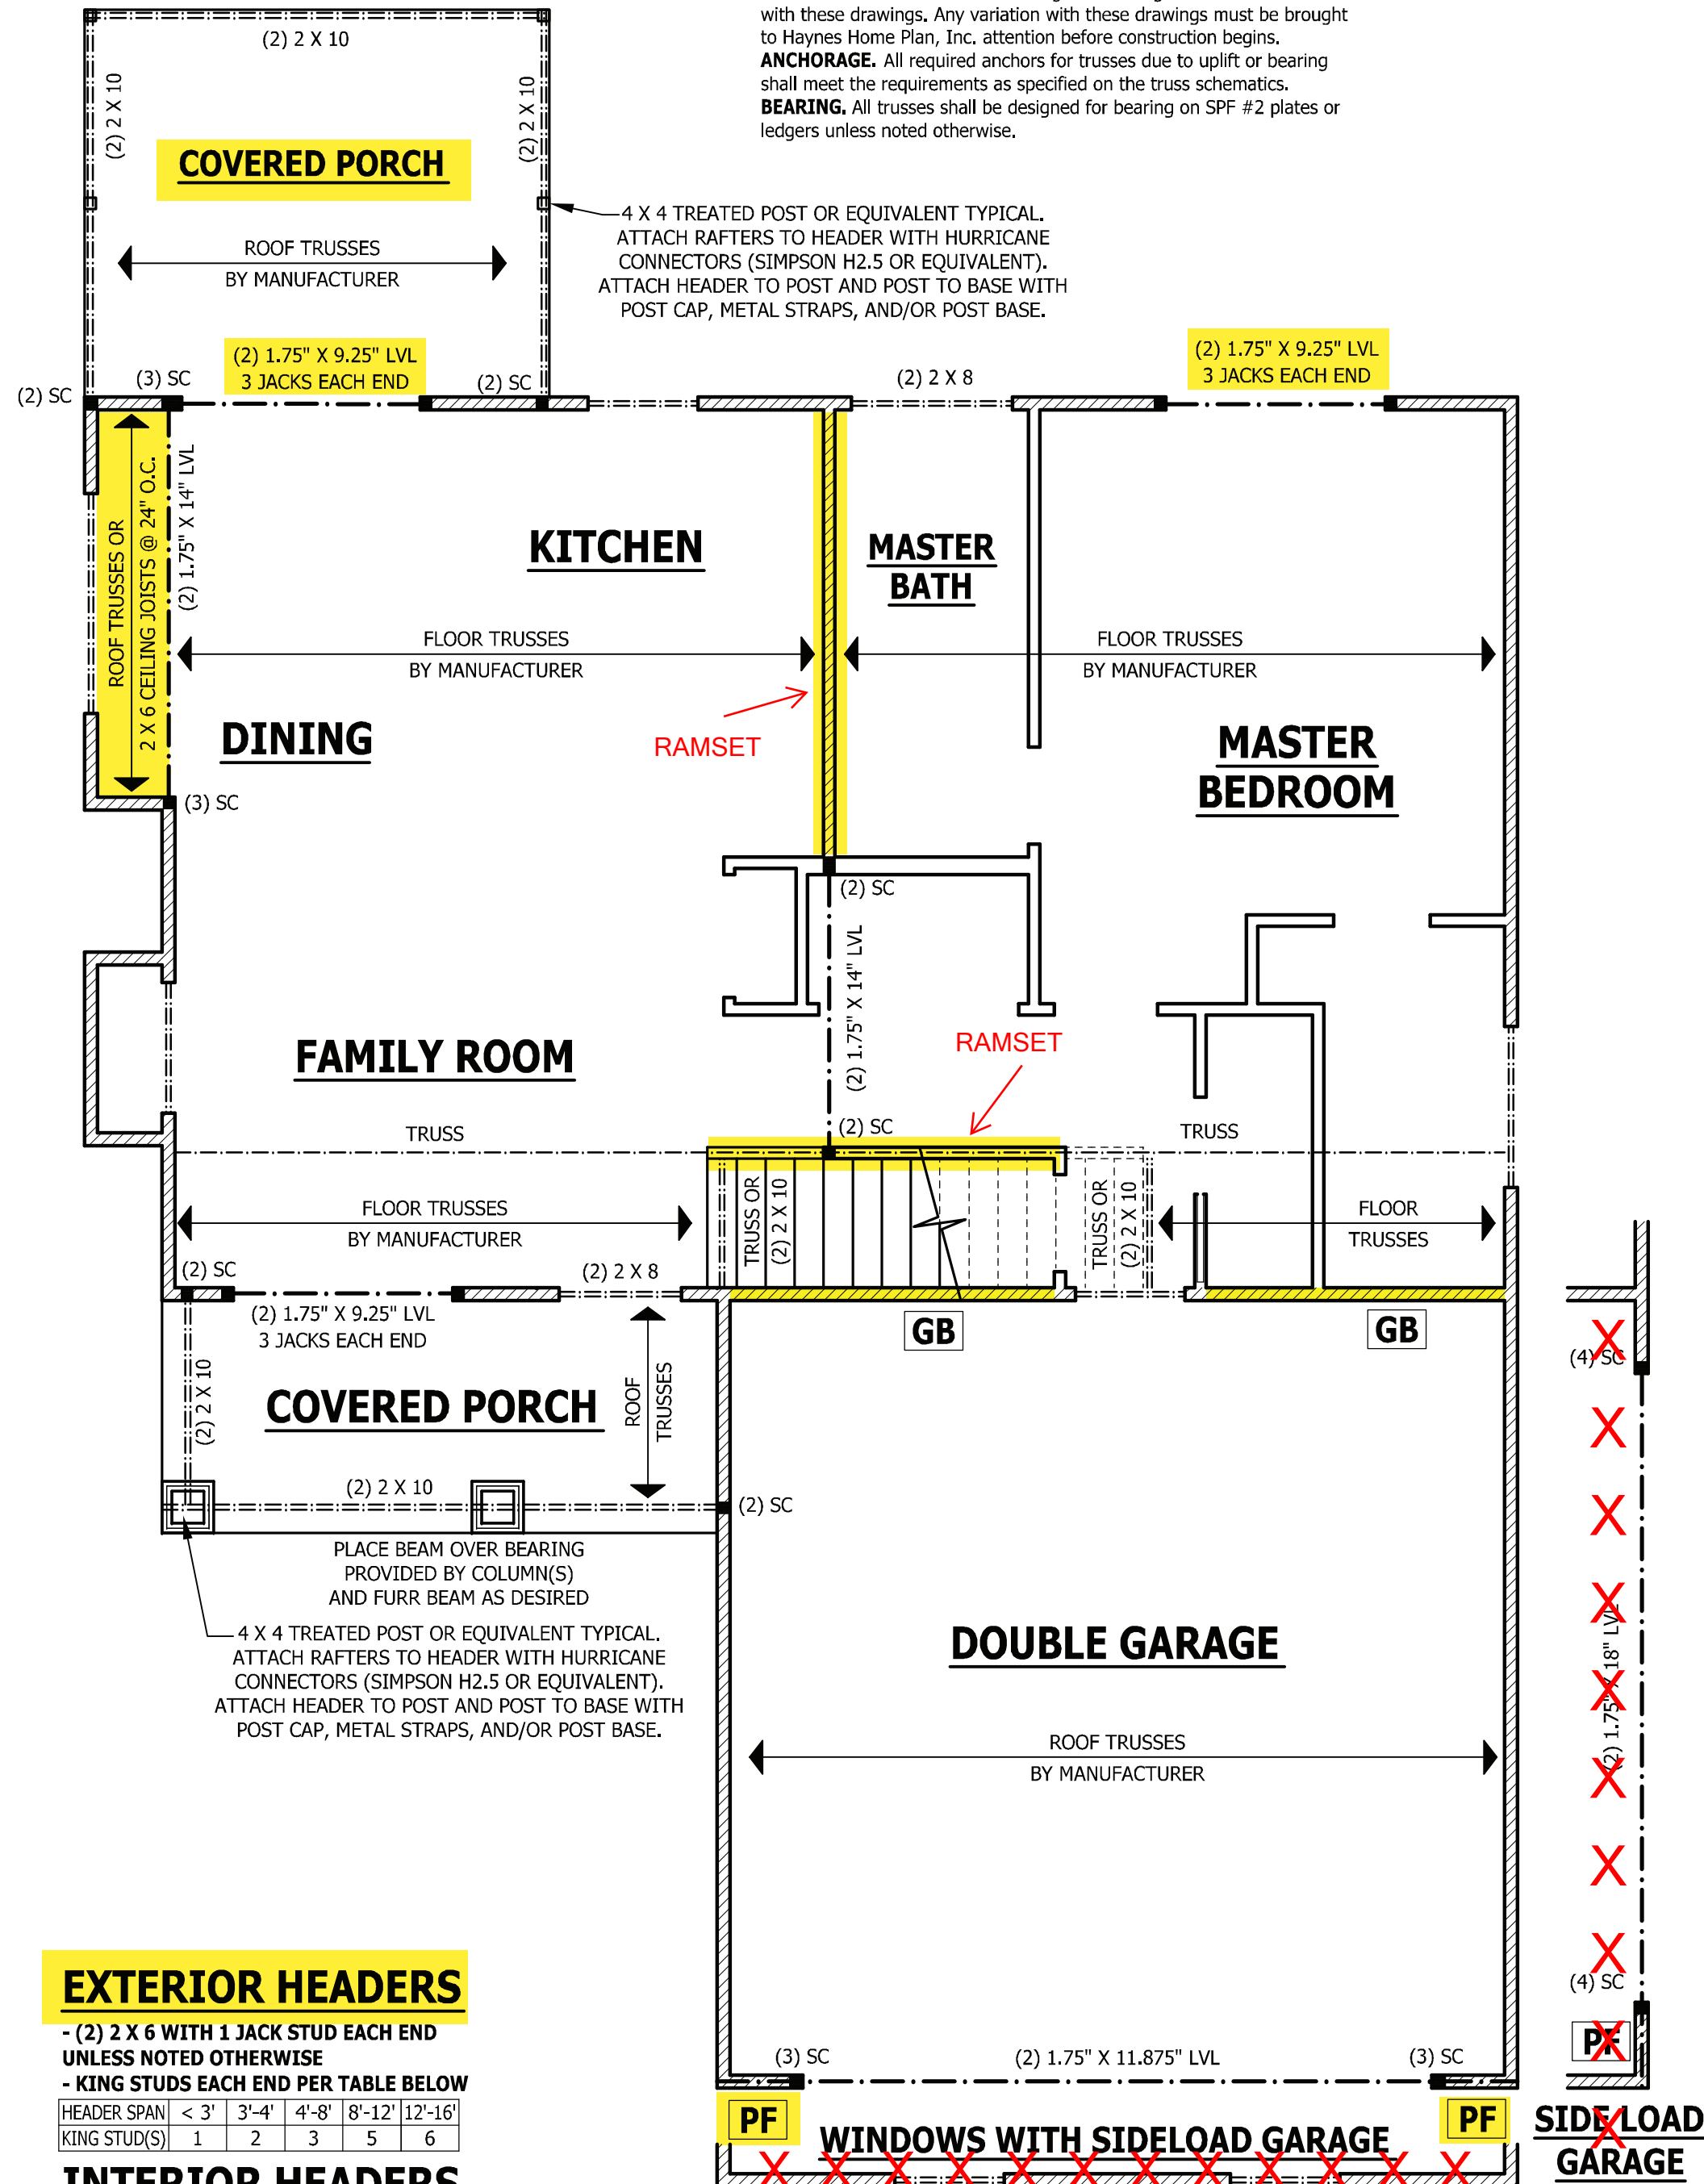 with these drawings. Any variation with these drawings must be brought
to Haynes Home Plan, Inc. attention before construction begins.
ANCHORAGE. All required anchors for trusses due to uplift or bearing
shall meet the requirements as specified on the truss schematics.
BEARING. All trusses shall be designed for bearing on SPF #2 plates or
ledgers unless noted otherwise.
(2) 2 X 10
(2) 2 X 10
(2) 2 X 10
COVERED PORCH
4 X 4 TREATED POST OR EQUIVALENT TYPICAL.
ATTACH RAFTERS TO HEADER WITH HURRICANE
CONNECTORS (SIMPSON H2.5 OR EQUIVALENT).
ATTACH HEADER TO POST AND POST TO BASE WITH
POST CAP, METAL STRAPS, AND/OR POST BASE.
ROOF TRUSSES
BY MANUFACTURER
(2) 1.75" X 9.25" LVL
3 JACKS EACH END
(2) SC
(3) SC
(2) SC
(2) 2 X 8
(2) 1.75" X 9.25" LVL
3 JACKS EACH END
ROOF TRUSSES OR
2 X 6 CEILING JOISTS @ 24" O.C.
(2) 1.75" X 14" LVL
KITCHEN
MASTER
BATH
FLOOR TRUSSES
BY MANUFACTURER
FLOOR TRUSSES
BY MANUFACTURER
RAMSET
DINING
MASTER
BEDROOM
(3) SC
(2) SC
(2) 1.75" X 14" LVL
FAMILY ROOM
RAMSET
TRUSS
(2) SC
TRUSS
FLOOR TRUSSES
BY MANUFACTURER
TRUSS OR
(2) 2 X 10
TRUSS OR
(2) 2 X 10
FLOOR
TRUSSES
(2) SC
(2) 2 X 8
(2) 1.75" X 9.25" LVL
3 JACKS EACH END
GB
GB
(2) 2 X 10
COVERED PORCH
ROOF
TRUSSES
(2) 2 X 10
(2) SC
PLACE BEAM OVER BEARING
PROVIDED BY COLUMN(S)
AND FURR BEAM AS DESIRED
4 X 4 TREATED POST OR EQUIVALENT TYPICAL.
ATTACH RAFTERS TO HEADER WITH HURRICANE
CONNECTORS (SIMPSON H2.5 OR EQUIVALENT).
ATTACH HEADER TO POST AND POST TO BASE WITH
POST CAP, METAL STRAPS, AND/OR POST BASE.
DOUBLE GARAGE
ROOF TRUSSES
BY MANUFACTURER
(4) SC
X
X
X
X
X
X
X
X
(2) 1.75" X 18" LVL
(4) SC
PF
X
EXTERIOR HEADERS
- (2) 2 X 6 WITH 1 JACK STUD EACH END
UNLESS NOTED OTHERWISE
- KING STUDS EACH END PER TABLE BELOW
HEADER SPAN < 3' 3'-4' 4'-8' 8'-12' 12'-16'
KING STUD(S) 1 2 3 5 6
INTERIOR HEADERS
(3) SC
(2) 1.75" X 11.875" LVL
(3) SC
PF
PF
WINDOWS WITH SIDELOAD GARAGE
X X X X X X X X X X X X
SIDE LOAD
GARAGE
X